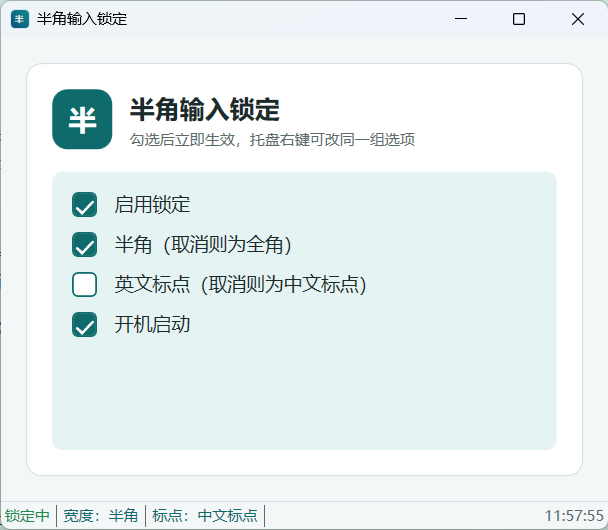 半 半角输入锁定
半
半角输入锁定
勾选后立即生效，托盘右键可改同一组选项
启用锁定
半角（取消则为全角）
英文标点（取消则为中文标点）
开机启动
锁定中 宽度：半角 标点：中文标点 11:57:55